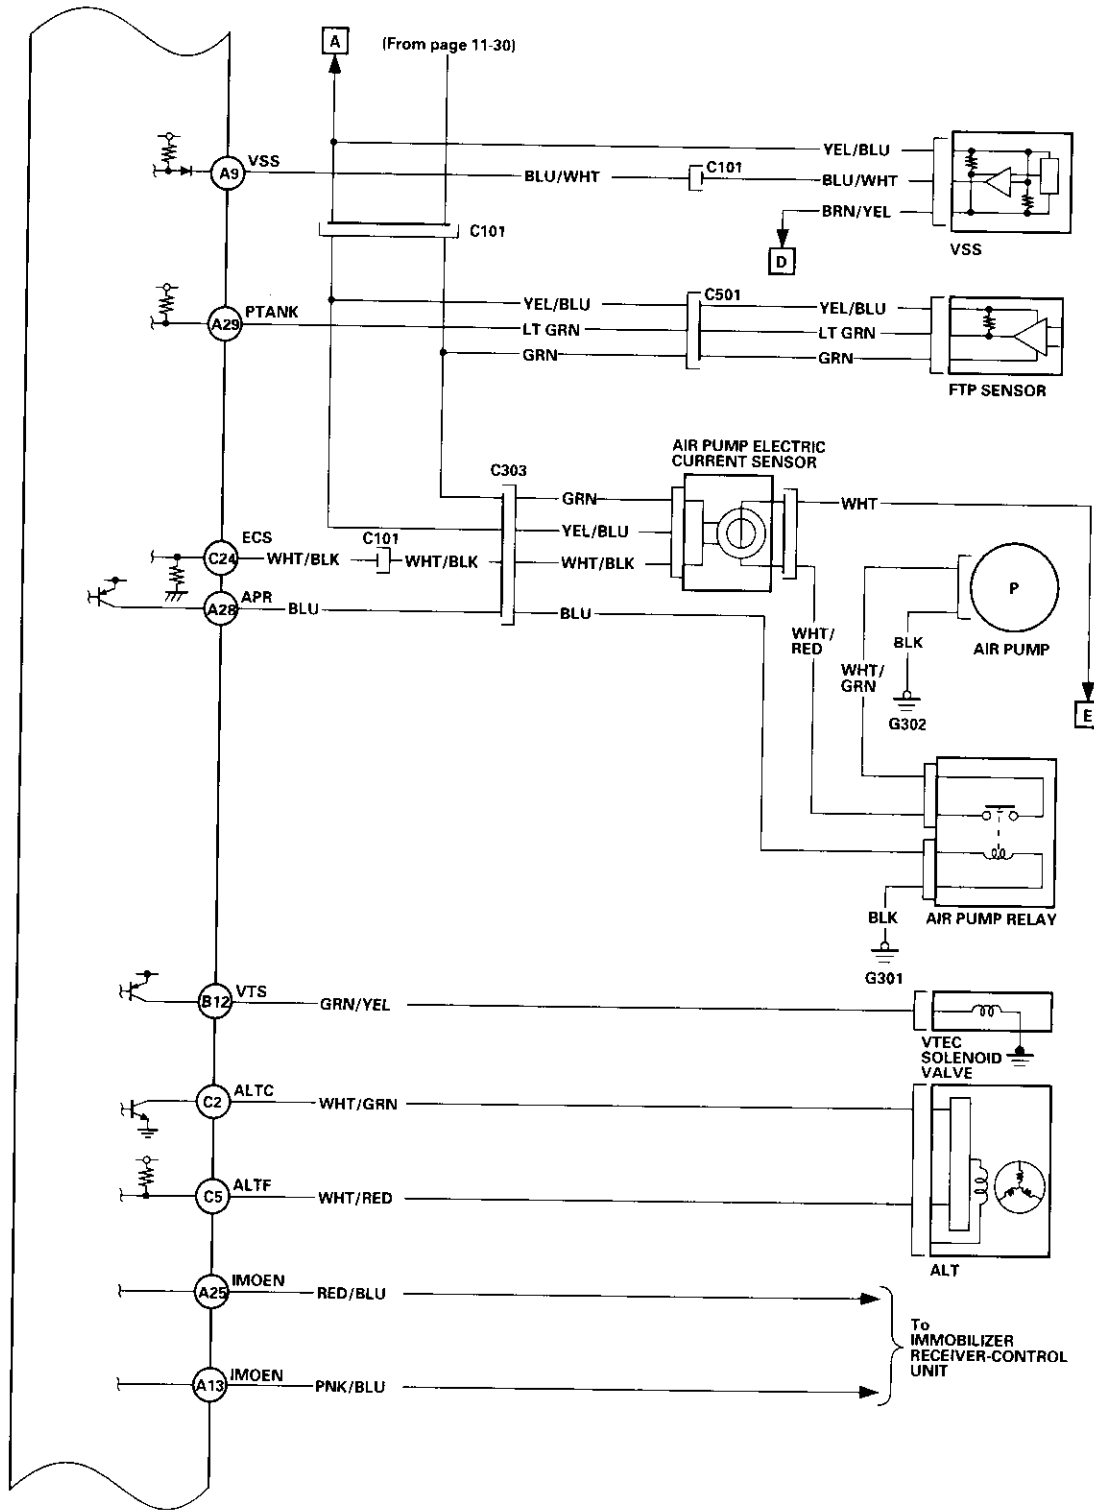 A
(From page 11-30)
A9
VSS
BLU/WHT
C101
YEL/BLU
BLU/WHT
BRN/YEL
D
VSS
C101
A29
PTANK
YEL/BLU
LT GRN
GRN
C501
YEL/BLU
LT GRN
GRN
FTP SENSOR
AIR PUMP ELECTRIC
CURRENT SENSOR
C303
GRN
YEL/BLU
WHT/BLK
WHT
C24
ECS
WHT/BLK
C101
WHT/BLK
A28
APR
BLU
BLU
WHT/
RED
WHT/
GRN
BLK
G302
P
AIR PUMP
E
BLK
G301
AIR PUMP RELAY
B12
VTS
GRN/YEL
VTEC
SOLENOID
VALVE
C2
ALTC
WHT/GRN
C5
ALTF
WHT/RED
ALT
A25
IMOEN
RED/BLU
To
IMMOBILIZER
RECEIVER-CONTROL
UNIT
A13
IMOEN
PNK/BLU